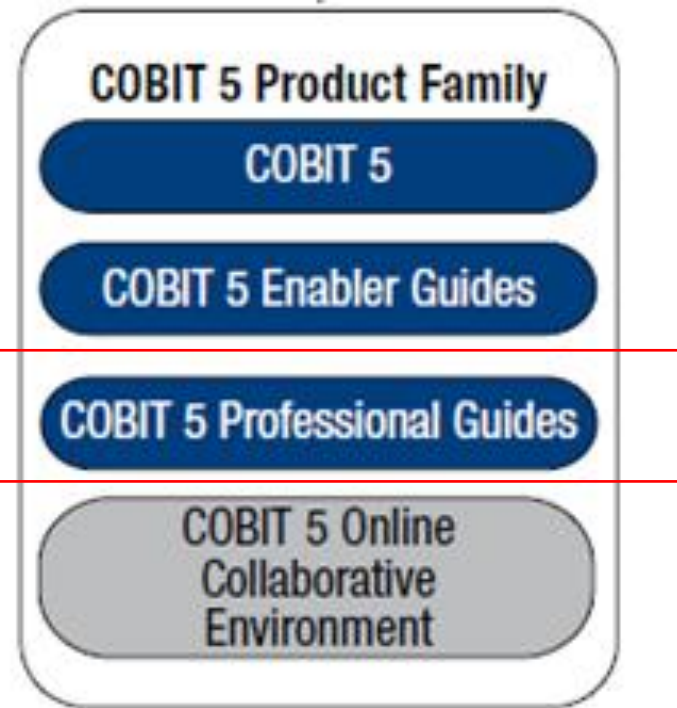 COBIT 5 Product Family
COBIT 5
COBIT 5 Enabler Guides
COBIT 5 Professional Guides
COBIT 5 Online
Collaborative
Environment